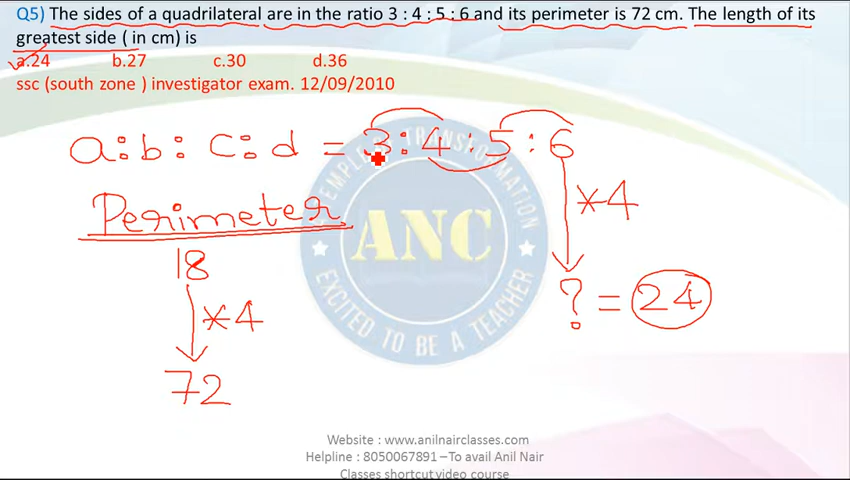 Q5) The sides of a quadrilateral are in the ratio 3 : 4 : 5 : 6 and its perimeter is 72 cm. The length of its
greatest side ( in cm) is
a.24 b.27 c.30 d.36
ssc (south zone ) investigator exam. 12/09/2010
a:b: c:d = 3:4:5:6
TEMPLE TRANSFORMATION
Perimeter
*4
ANC
18
? = 24
*4
EXCITED TO BE A TEACHER
72
Website : www.anilnairclasses.com
Helpline : 8050067891 –To avail Anil Nair
Classes shortcut video course